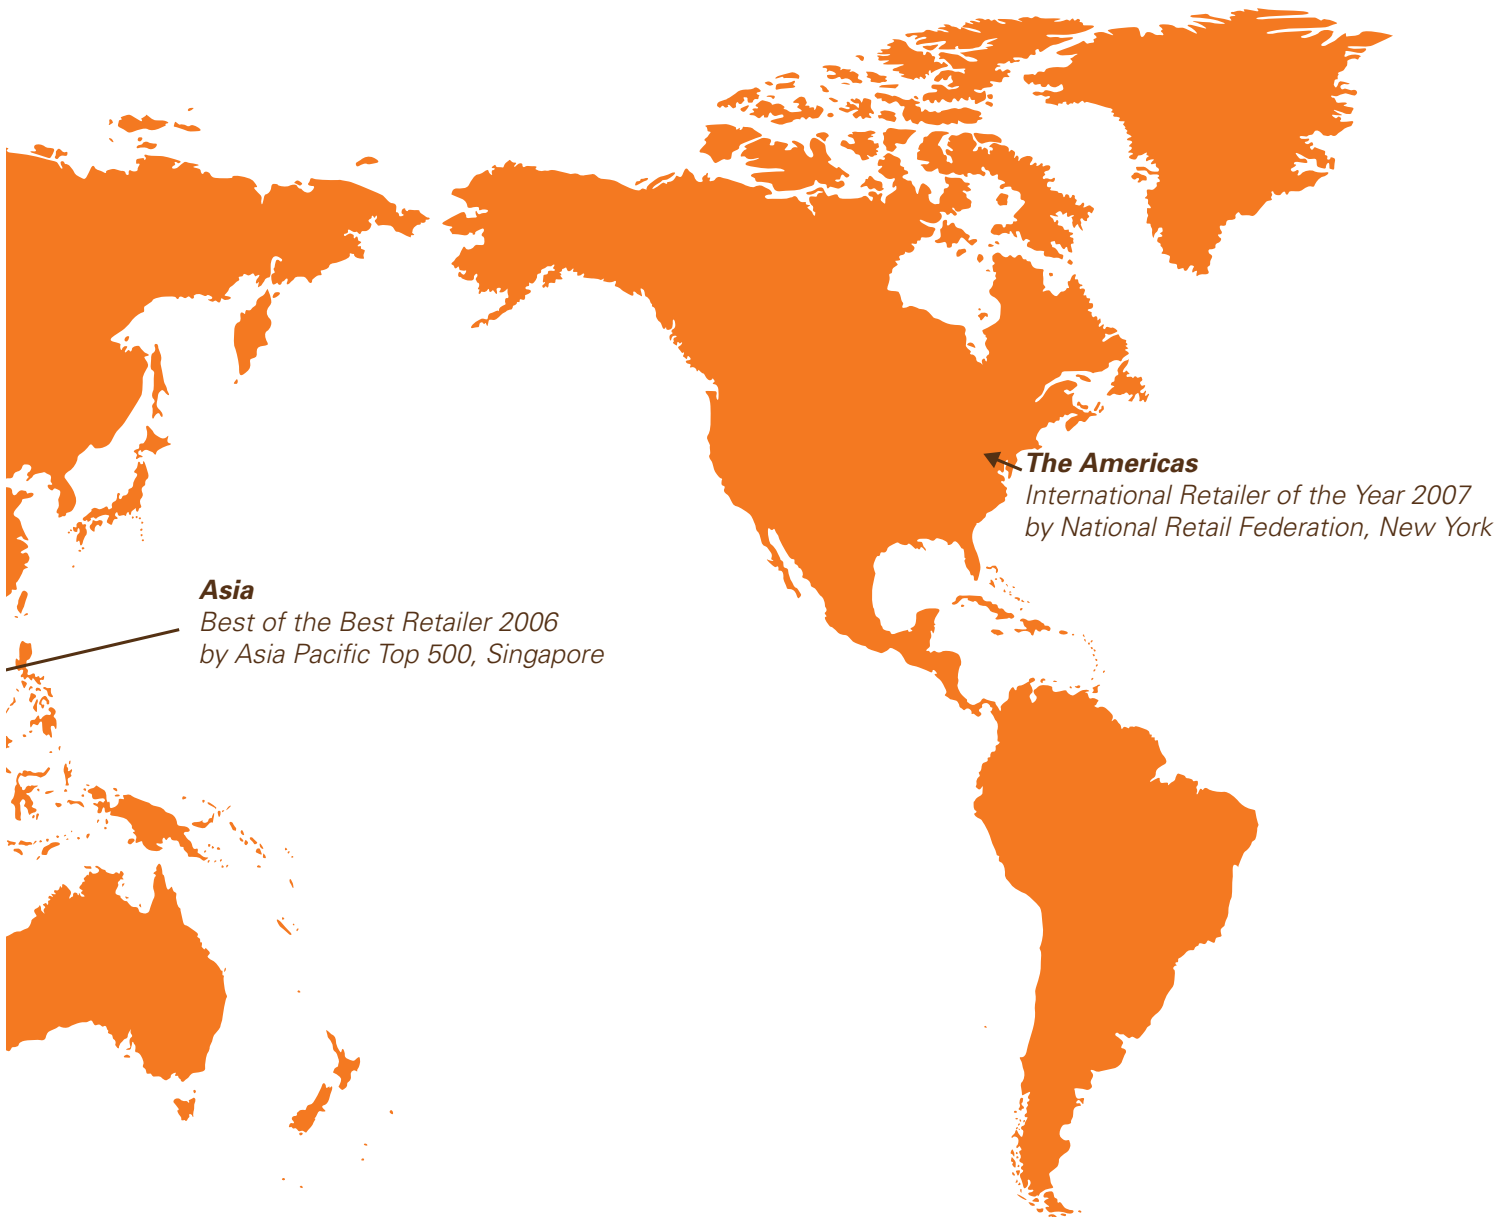 The Americas
International Retailer of the Year 2007
by National Retail Federation, New York
Asia
Best of the Best Retailer 2006
by Asia Pacific Top 500, Singapore